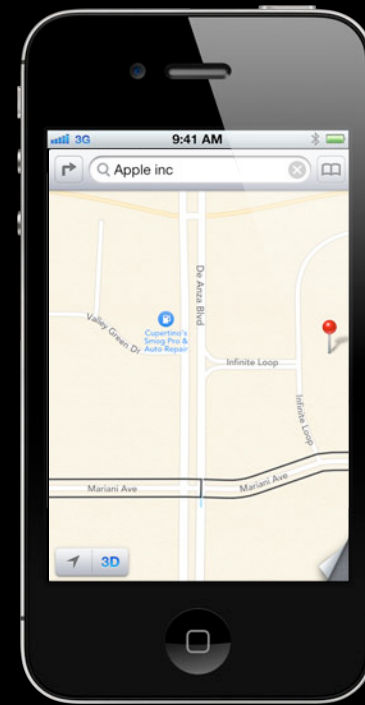 3G 9:41 AM
Apple inc
De Anza Blvd
Valley Green Dr
Cupertino's
Smog Pro &
Auto Repair
Infinite Loop
Infinite Loop
Mariani Ave
Mariani Ave
3D